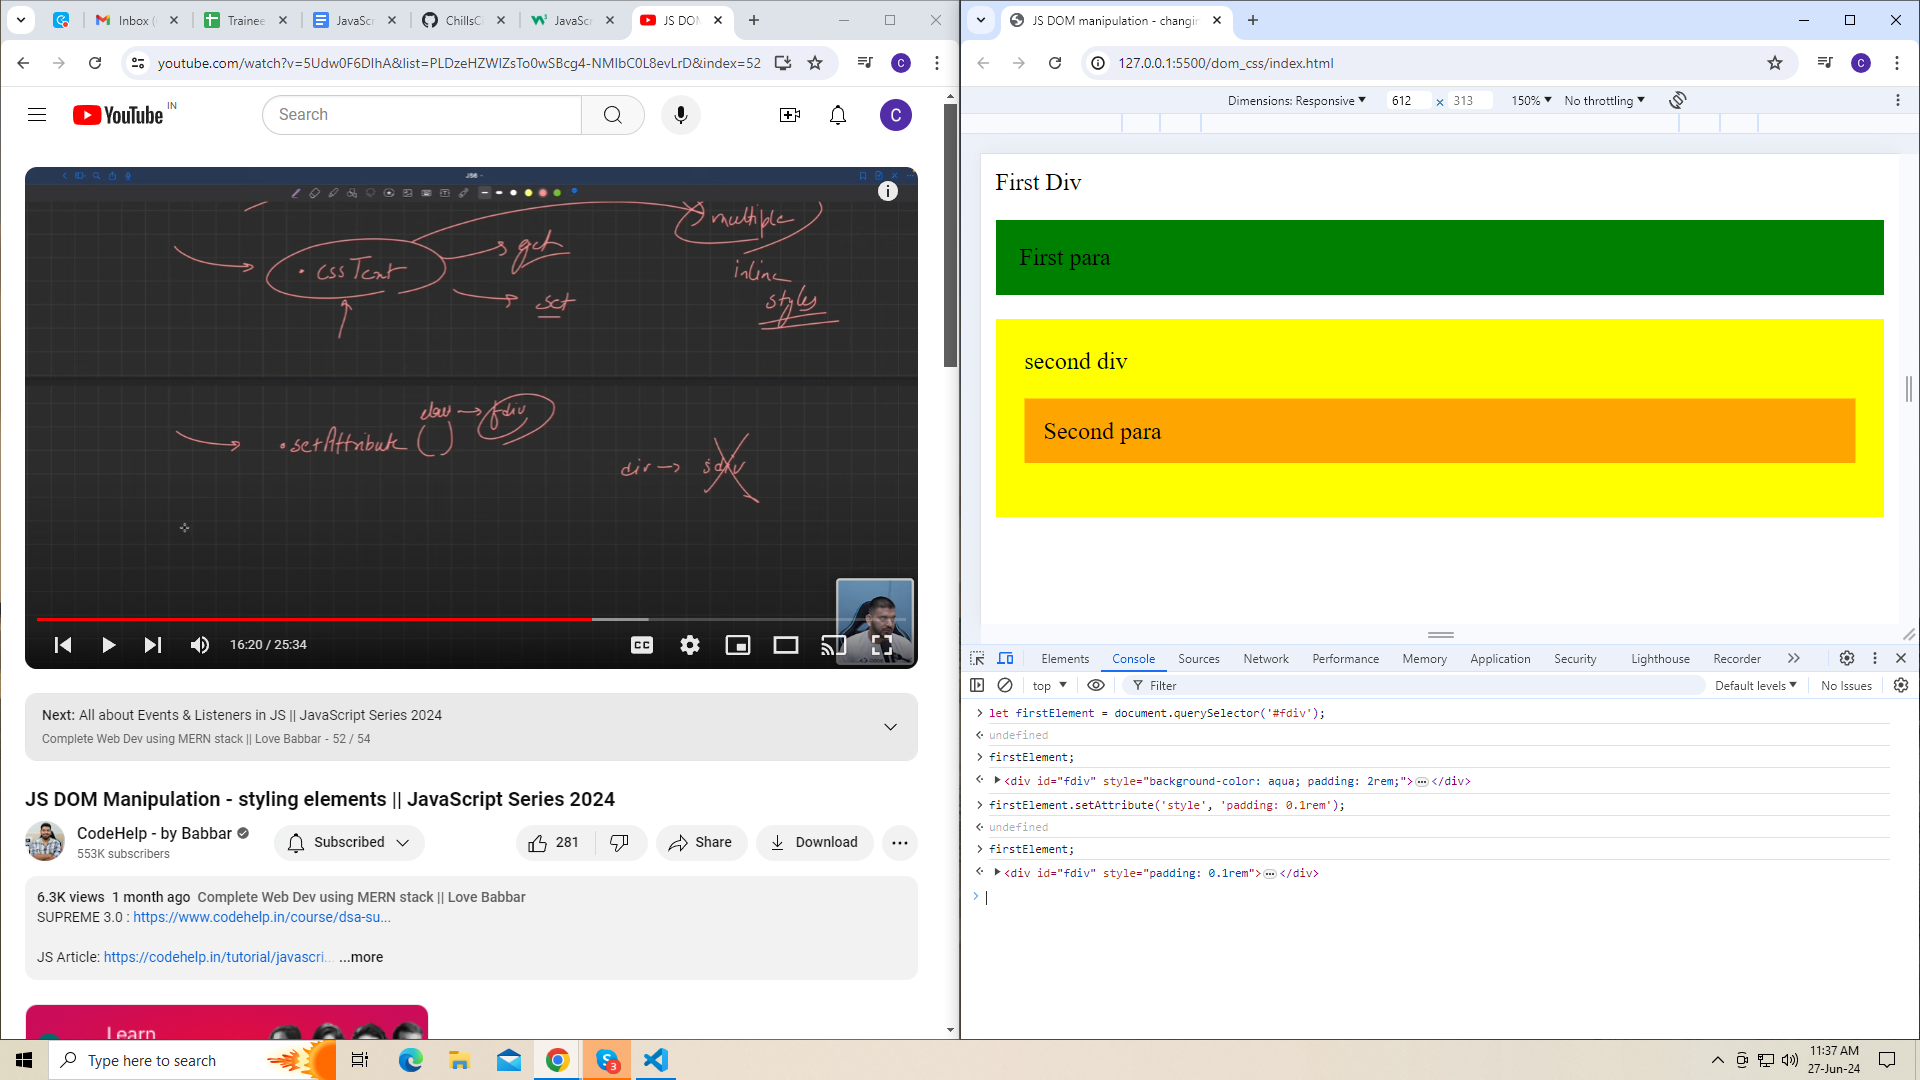 Inbox (
Trainee
JavaScr
ChillsCi
JavaScr
JS DOM
youtube.com/watch?v=5Udw0F6DlhA&list=PLDzeHZWIZsTo0wSBcg4-NMIbC0L8evLrD&index=52
C
YouTube IN
Search
C
JS6
multiple
.cssText
get
inline
set
styles
fdiv
.setAttribute ( )
div → sdiv
16:20 / 25:34
CC
Next: All about Events & Listeners in JS || JavaScript Series 2024
Complete Web Dev using MERN stack || Love Babbar - 52 / 54
JS DOM Manipulation - styling elements || JavaScript Series 2024
CodeHelp - by Babbar
553K subscribers
Subscribed
281
Share
Download
6.3K views 1 month ago Complete Web Dev using MERN stack || Love Babbar
SUPREME 3.0 : https://www.codehelp.in/course/dsa-su...
JS Article: https://codehelp.in/tutorial/javascri... ...more
Learn
JS DOM manipulation - changin
127.0.0.1:5500/dom_css/index.html
C
Dimensions: Responsive 612 x 313 150% No throttling
First Div
First para
second div
Second para
Elements Console Sources Network Performance Memory Application Security Lighthouse Recorder
top Filter Default levels No Issues
let firstElement = document.querySelector('#fdiv');
undefined
firstElement;
<div id="fdiv" style="background-color: aqua; padding: 2rem;">…</div>
firstElement.setAttribute('style', 'padding: 0.1rem');
undefined
firstElement;
<div id="fdiv" style="padding: 0.1rem">…</div>
Type here to search
3
11:37 AM
27-Jun-24